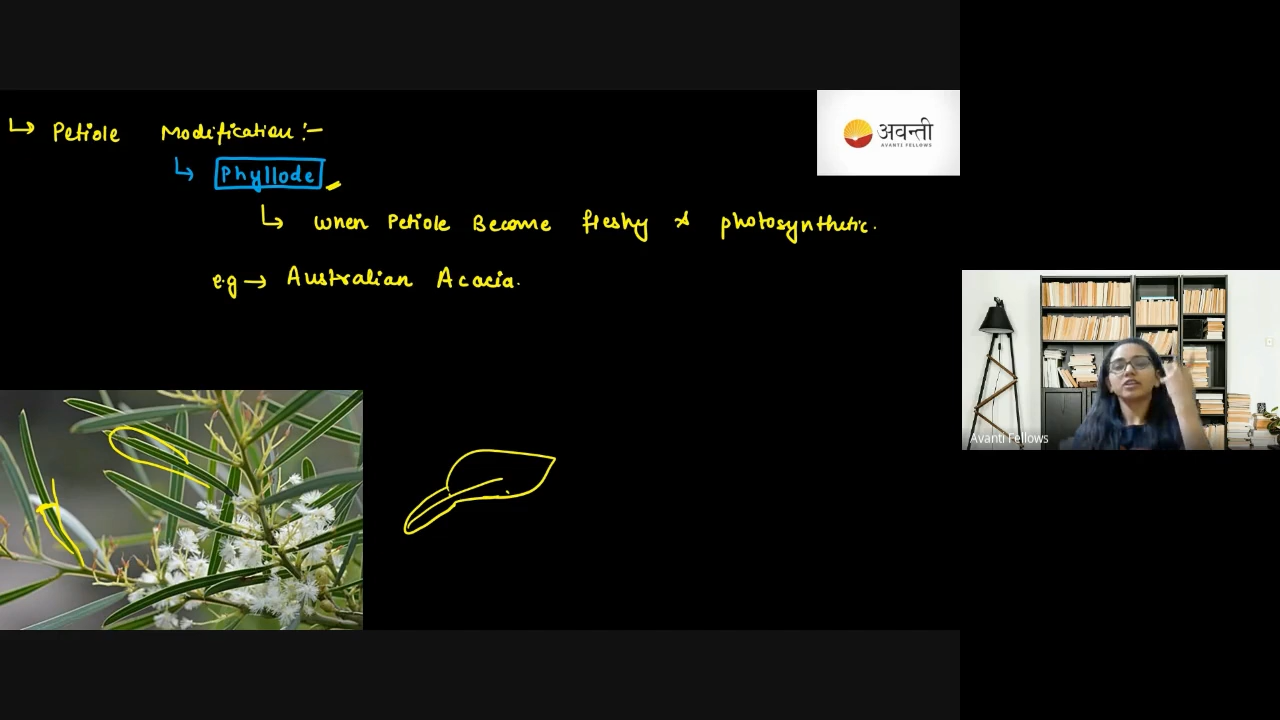 ↳ Petiole Modification :-
↳ Phyllode
↳ when Petiole Become fleshy & photosynthetic.
e.g → Australian Acacia.
अवन्ती
AVANTI FELLOWS
Avanti Fellows